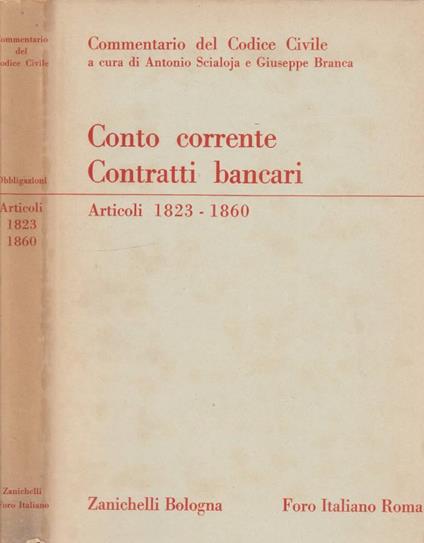 Commentario
del
Codice Civile
Obbligazioni
Articoli
1823
1860
Zanichelli
Foro Italiano
Commentario del Codice Civile
a cura di Antonio Scialoja e Giuseppe Branca
Conto corrente
Contratti bancari
Articoli 1823 - 1860
Zanichelli Bologna Foro Italiano Roma